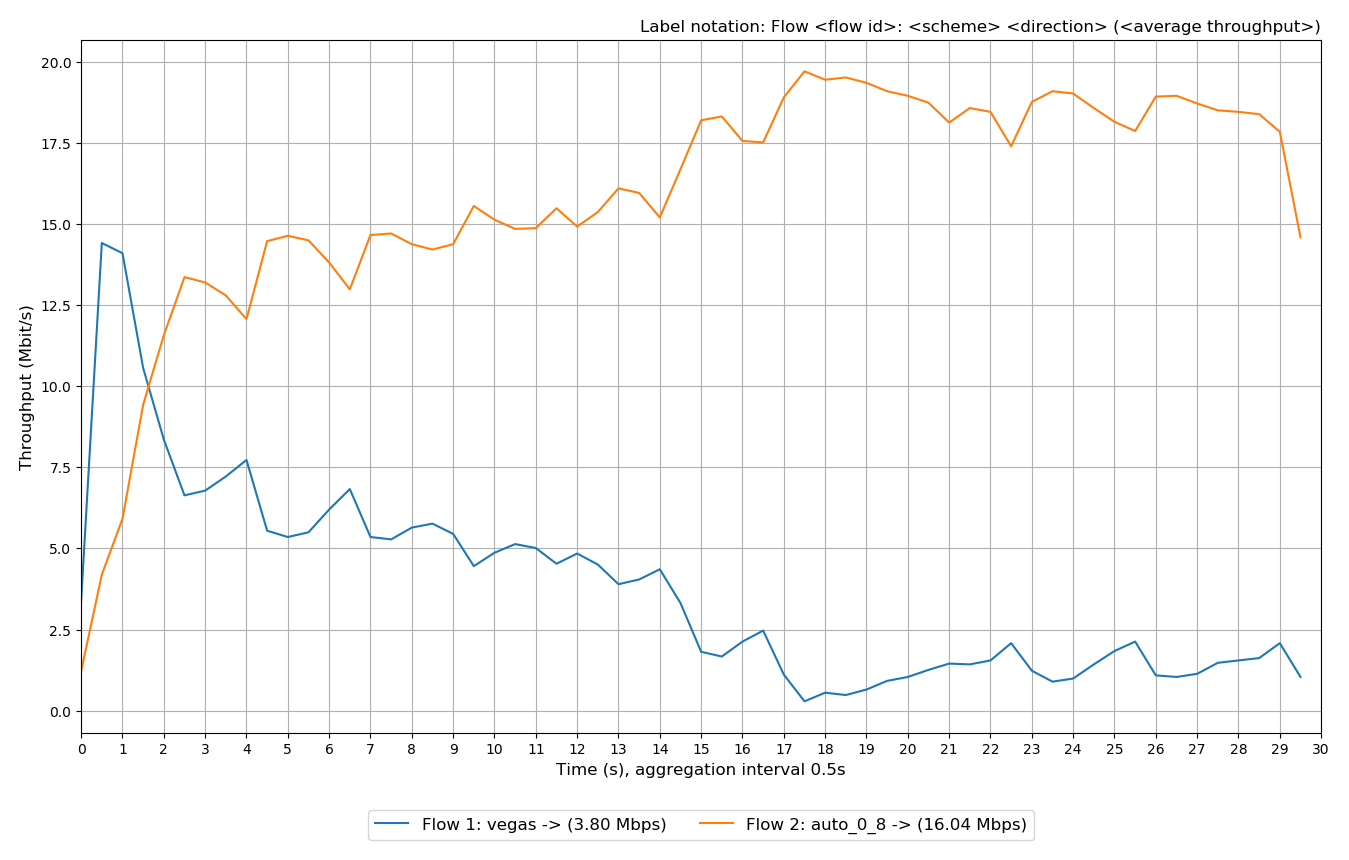 Label notation: Flow <flow id>: <scheme> <direction> (<average throughput>)
20.0
17.5
15.0
12.5
10.0
7.5
5.0
2.5
0.0
Throughput (Mbit/s)
0 1 2 3 4 5 6 7 8 9 10 11 12 13 14 15 16 17 18 19 20 21 22 23 24 25 26 27 28 29 30
Time (s), aggregation interval 0.5s
Flow 1: vegas -> (3.80 Mbps) Flow 2: auto_0_8 -> (16.04 Mbps)